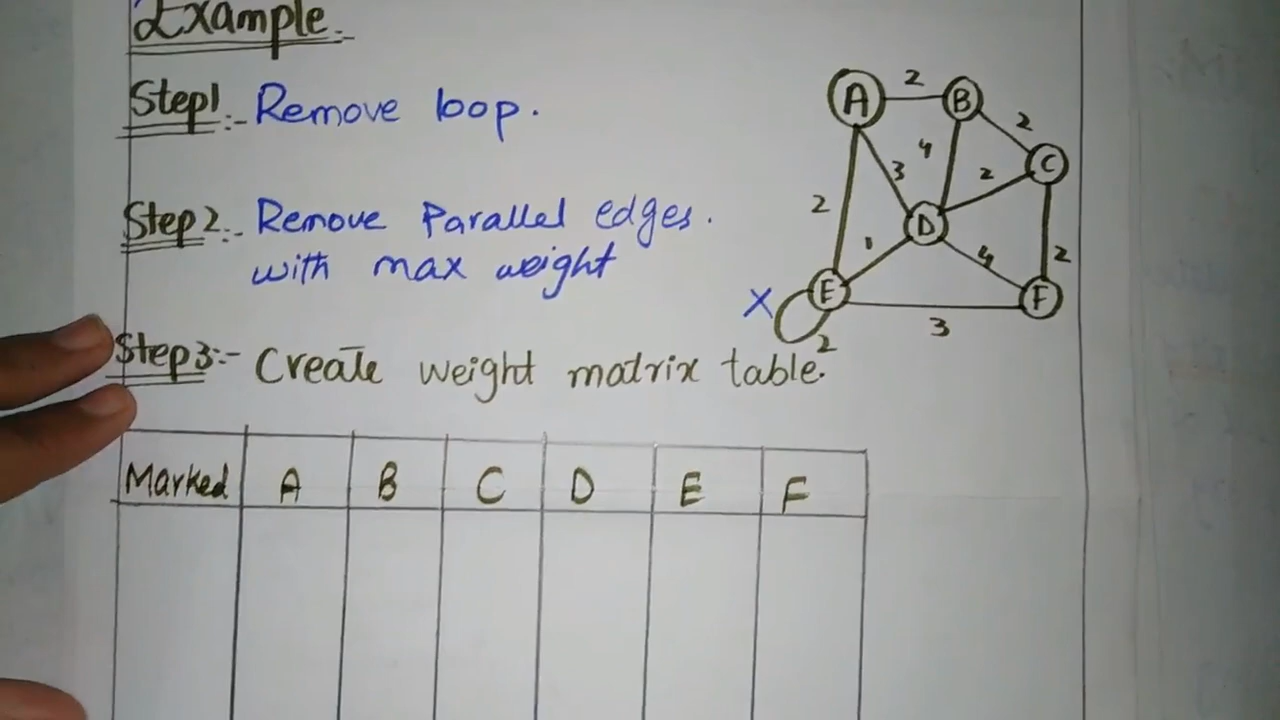 Example:-
Step1:- Remove loop.
Step2:- Remove Parallel edges.
with max weight
Step3:- Create weight matrix table.
Marked A B C D E F
A 2 B
2
4
3 2 C
2
D
1 4 2
X E F
2 3